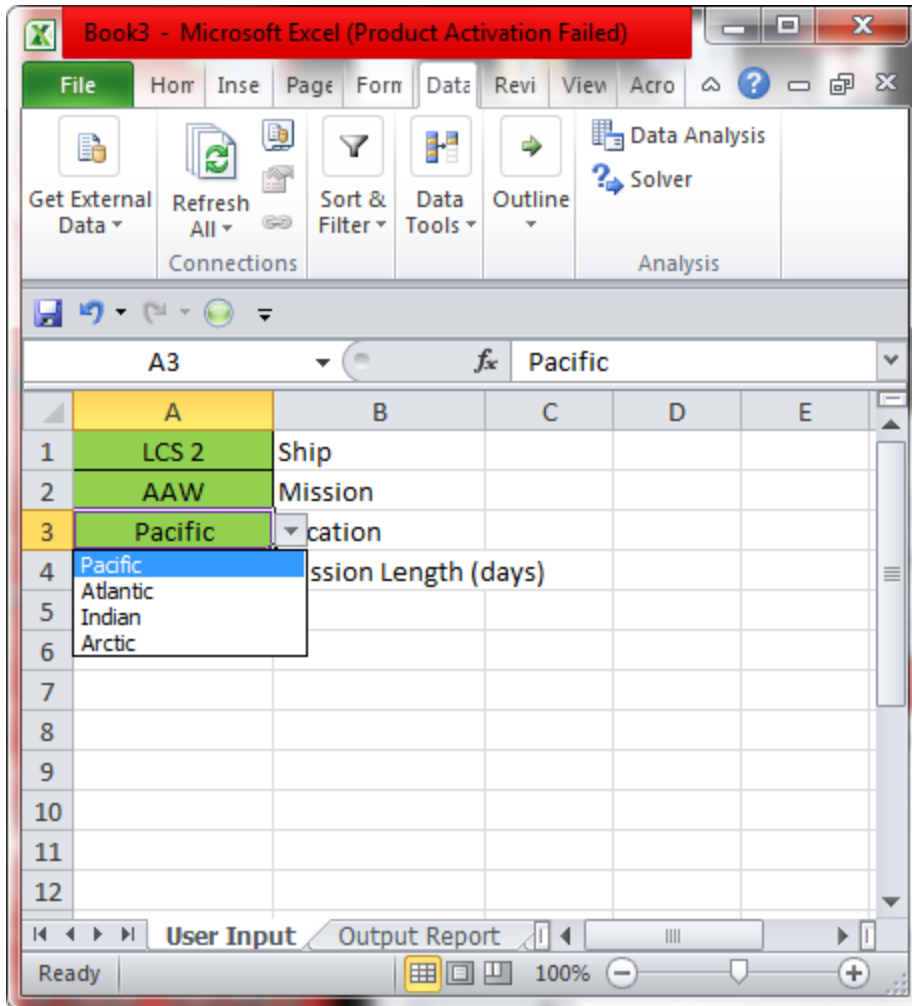 Book3 - Microsoft Excel (Product Activation Failed)
File Hom Inse Page Form Data Revi View Acro
Get External Data
Refresh All
Sort & Filter
Data Tools
Outline
Data Analysis
Solver
Connections
Analysis
A3 fx Pacific
A B C D E
1 LCS 2 Ship
2 AAW Mission
3 Pacific cation
4 Pacific ssion Length (days)
Atlantic
5 Indian
6 Arctic
7
8
9
10
11
12
User Input Output Report
Ready 100%